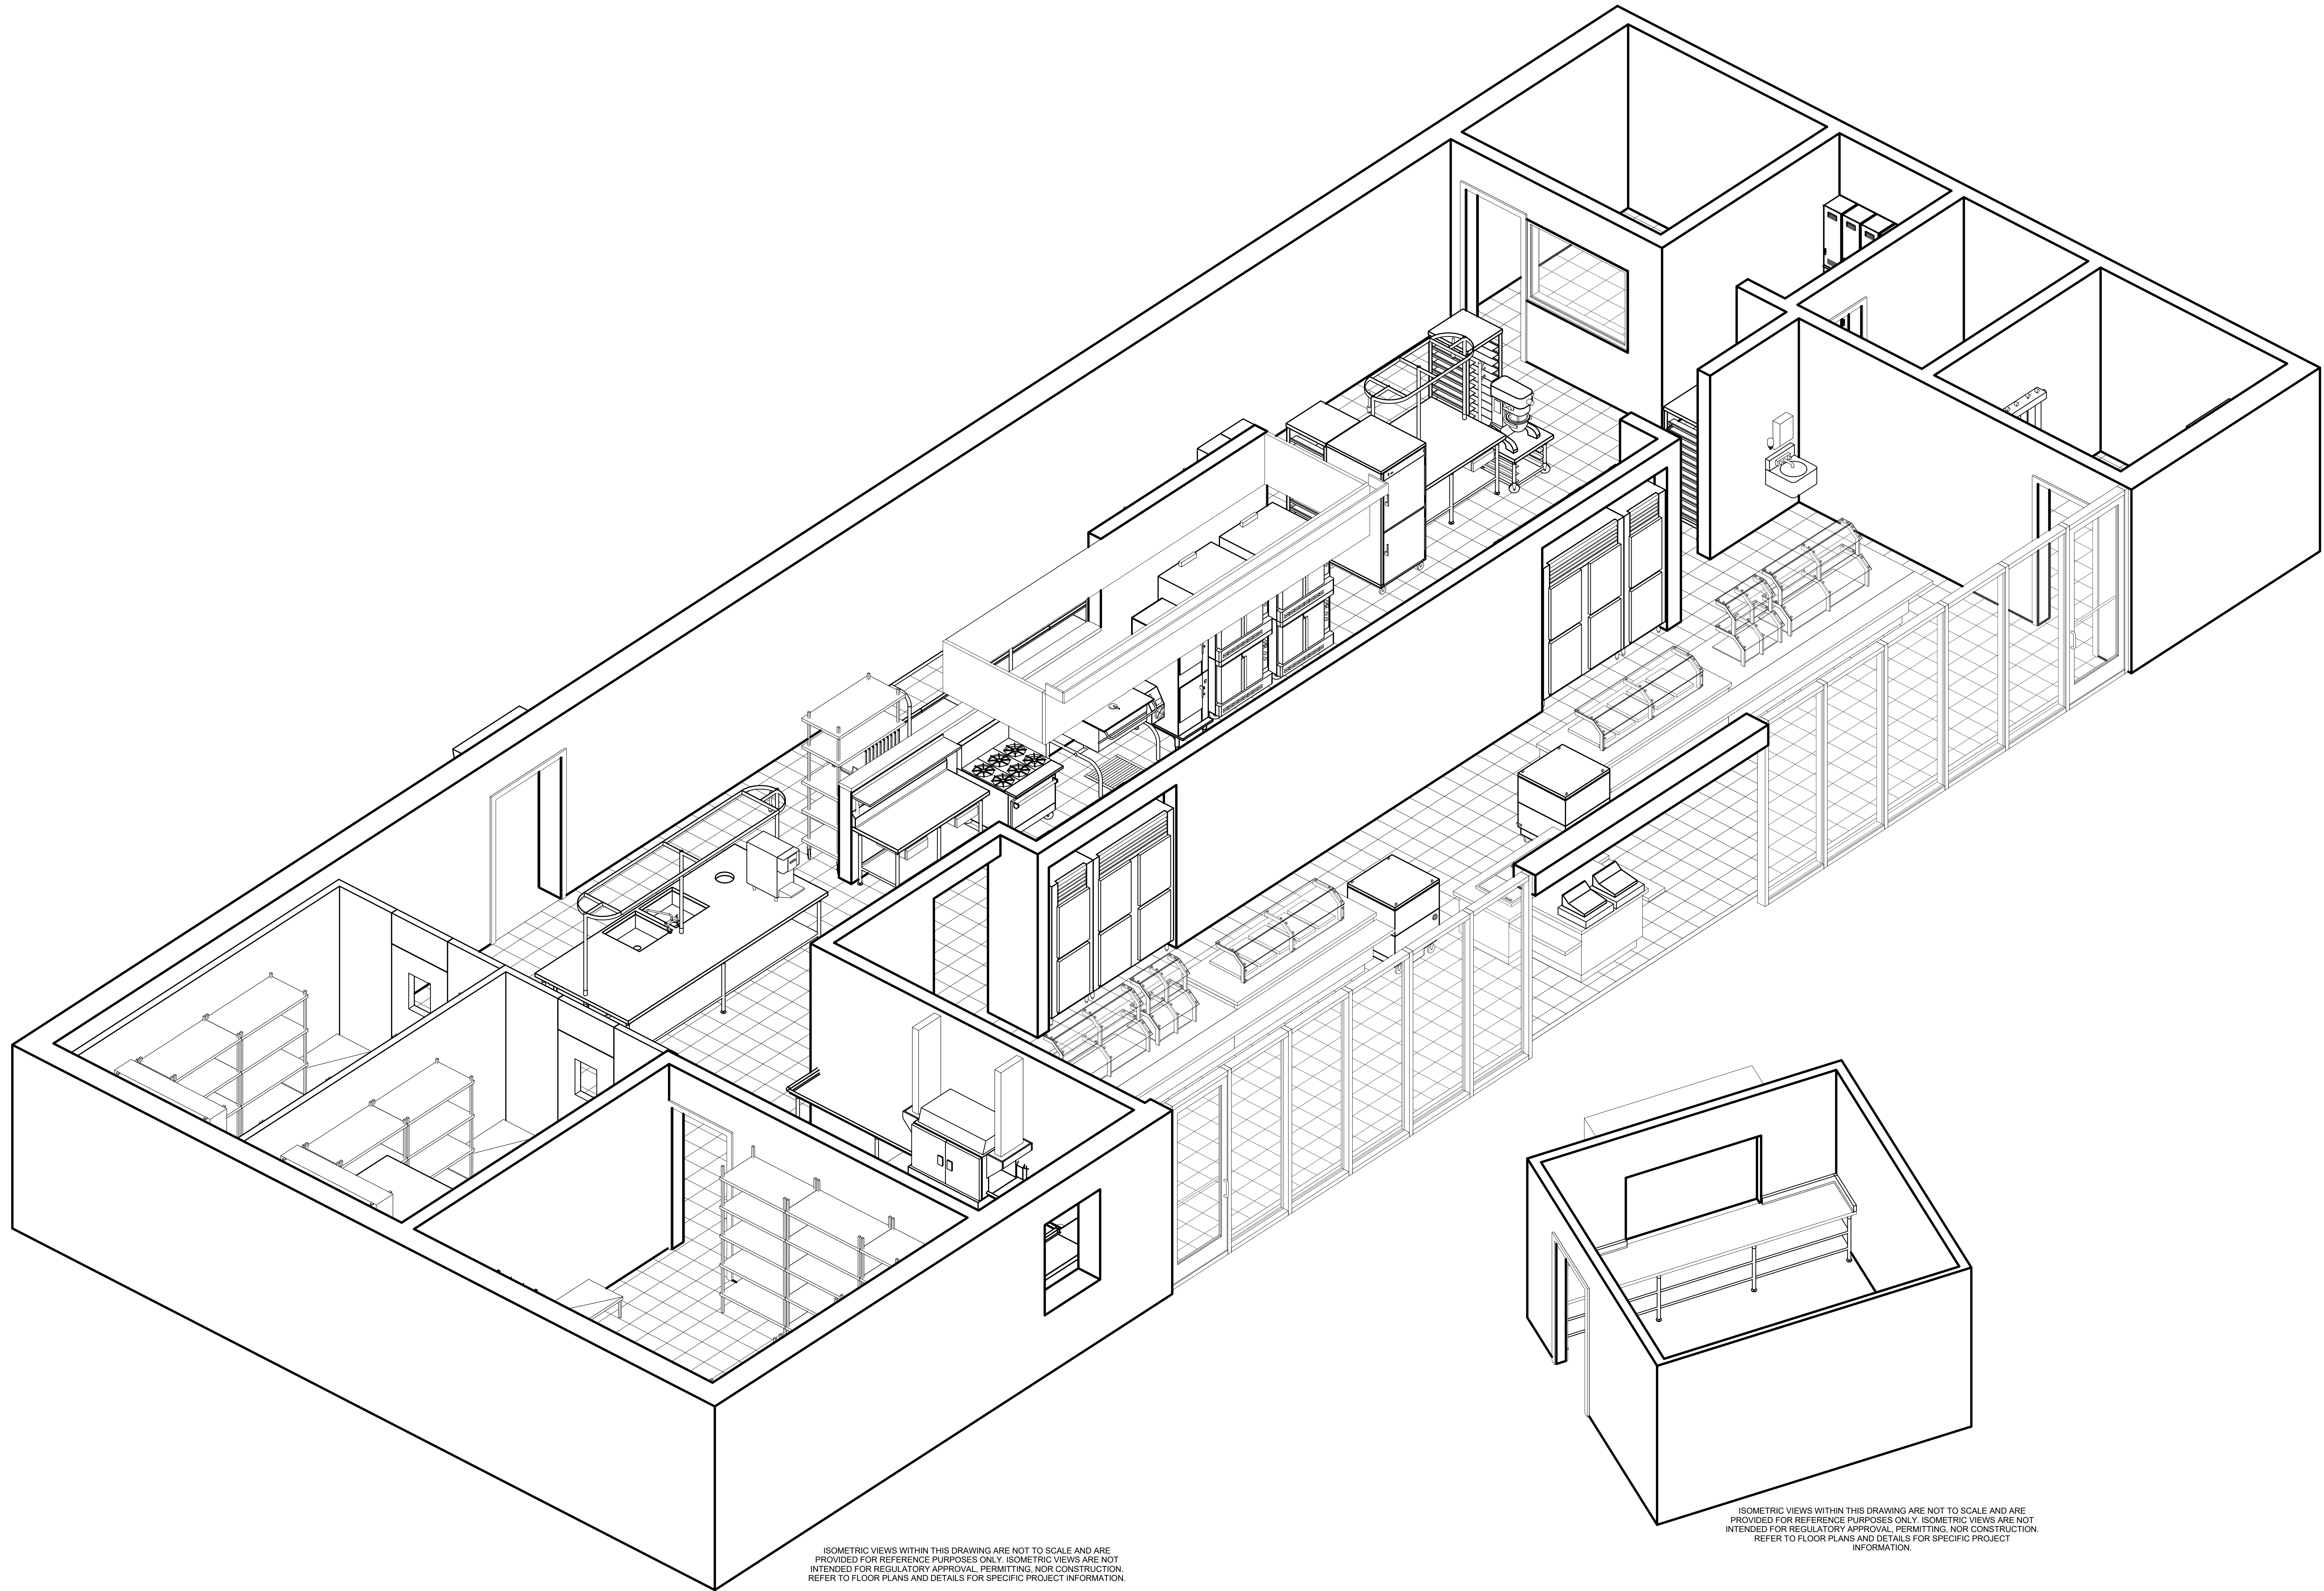 ISOMETRIC VIEWS WITHIN THIS DRAWING ARE NOT TO SCALE AND ARE
PROVIDED FOR REFERENCE PURPOSES ONLY. ISOMETRIC VIEWS ARE NOT
INTENDED FOR REGULATORY APPROVAL, PERMITTING, NOR CONSTRUCTION.
REFER TO FLOOR PLANS AND DETAILS FOR SPECIFIC PROJECT INFORMATION.
ISOMETRIC VIEWS WITHIN THIS DRAWING ARE NOT TO SCALE AND ARE
PROVIDED FOR REFERENCE PURPOSES ONLY. ISOMETRIC VIEWS ARE NOT
INTENDED FOR REGULATORY APPROVAL, PERMITTING, NOR CONSTRUCTION.
REFER TO FLOOR PLANS AND DETAILS FOR SPECIFIC PROJECT
INFORMATION.